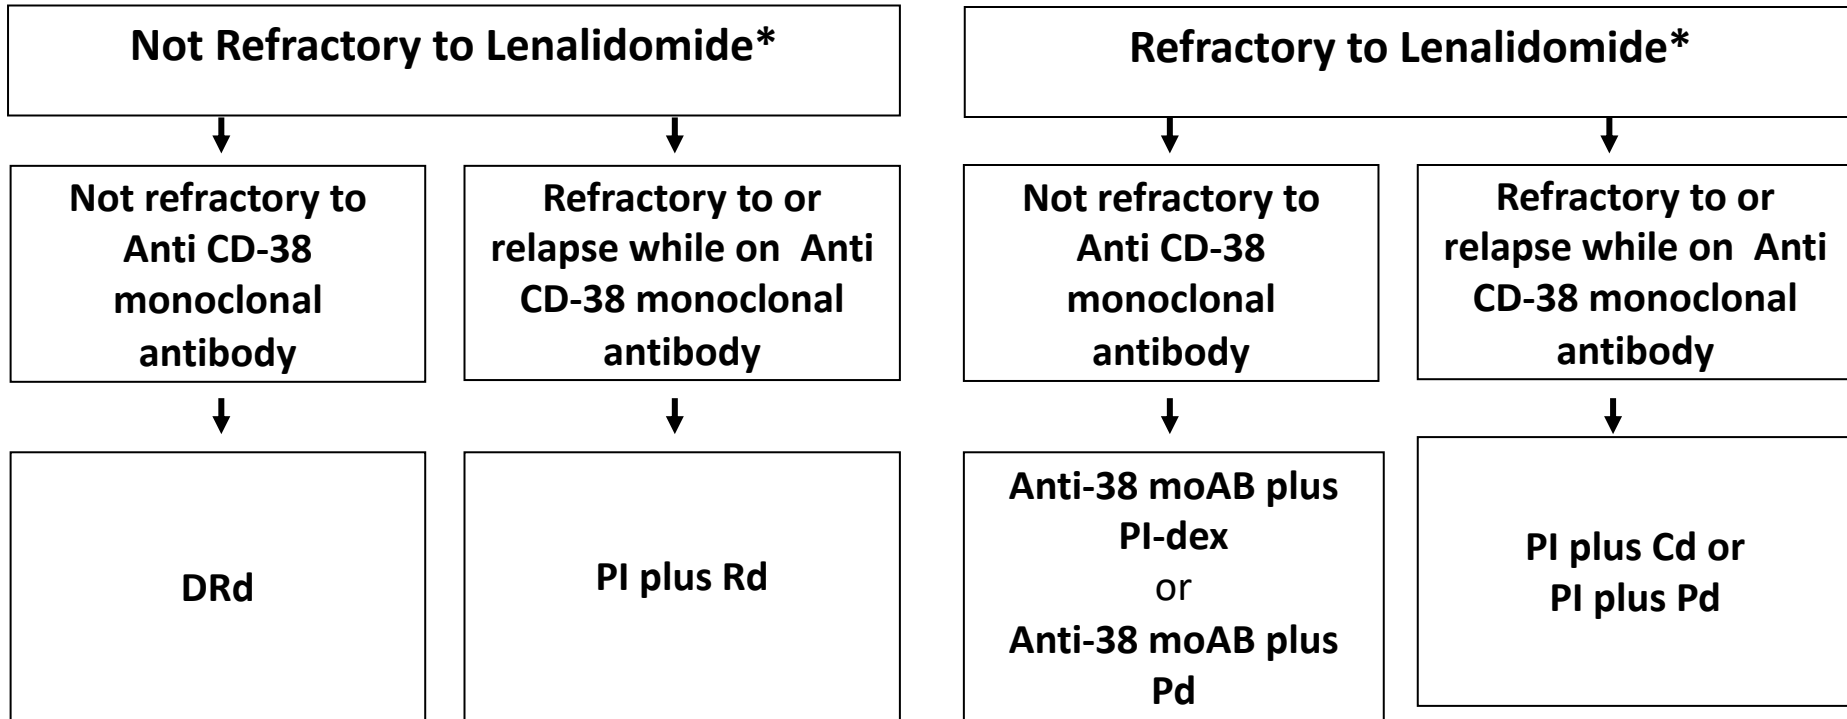 Not Refractory to Lenalidomide*
Not refractory to
Anti CD-38
monoclonal
antibody
DRd
Refractory to or
relapse while on Anti
CD-38 monoclonal
antibody
PI plus Rd
Refractory to Lenalidomide*
Not refractory to
Anti CD-38
monoclonal
antibody
Anti-38 moAB plus
PI-dex
or
Anti-38 moAB plus
Pd
Refractory to or
relapse while on Anti
CD-38 monoclonal
antibody
PI plus Cd or
PI plus Pd